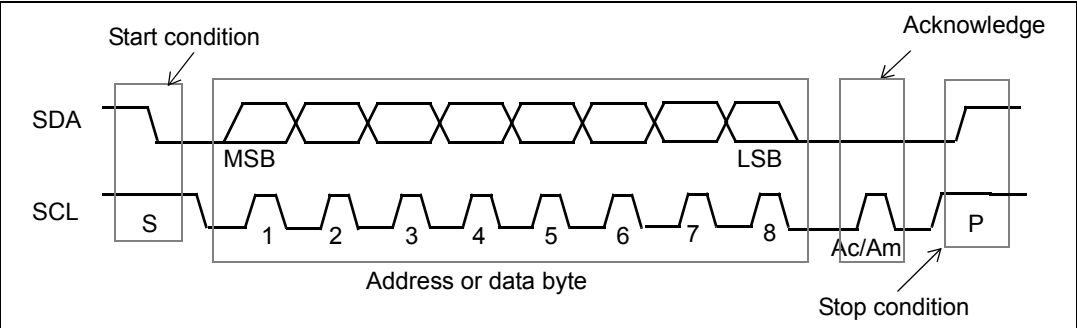 Start condition
Acknowledge
SDA
MSB
LSB
SCL
S
1 2 3 4 5 6 7 8
Ac/Am
P
Address or data byte
Stop condition